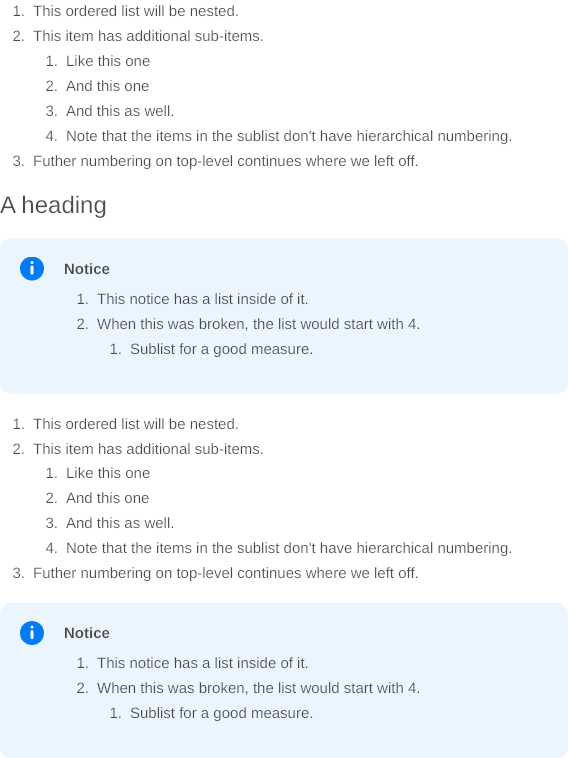 1. This ordered list will be nested.
2. This item has additional sub-items.
1. Like this one
2. And this one
3. And this as well.
4. Note that the items in the sublist don't have hierarchical numbering.
3. Futher numbering on top-level continues where we left off.
A heading
Notice
1. This notice has a list inside of it.
2. When this was broken, the list would start with 4.
1. Sublist for a good measure.
1. This ordered list will be nested.
2. This item has additional sub-items.
1. Like this one
2. And this one
3. And this as well.
4. Note that the items in the sublist don't have hierarchical numbering.
3. Futher numbering on top-level continues where we left off.
Notice
1. This notice has a list inside of it.
2. When this was broken, the list would start with 4.
1. Sublist for a good measure.